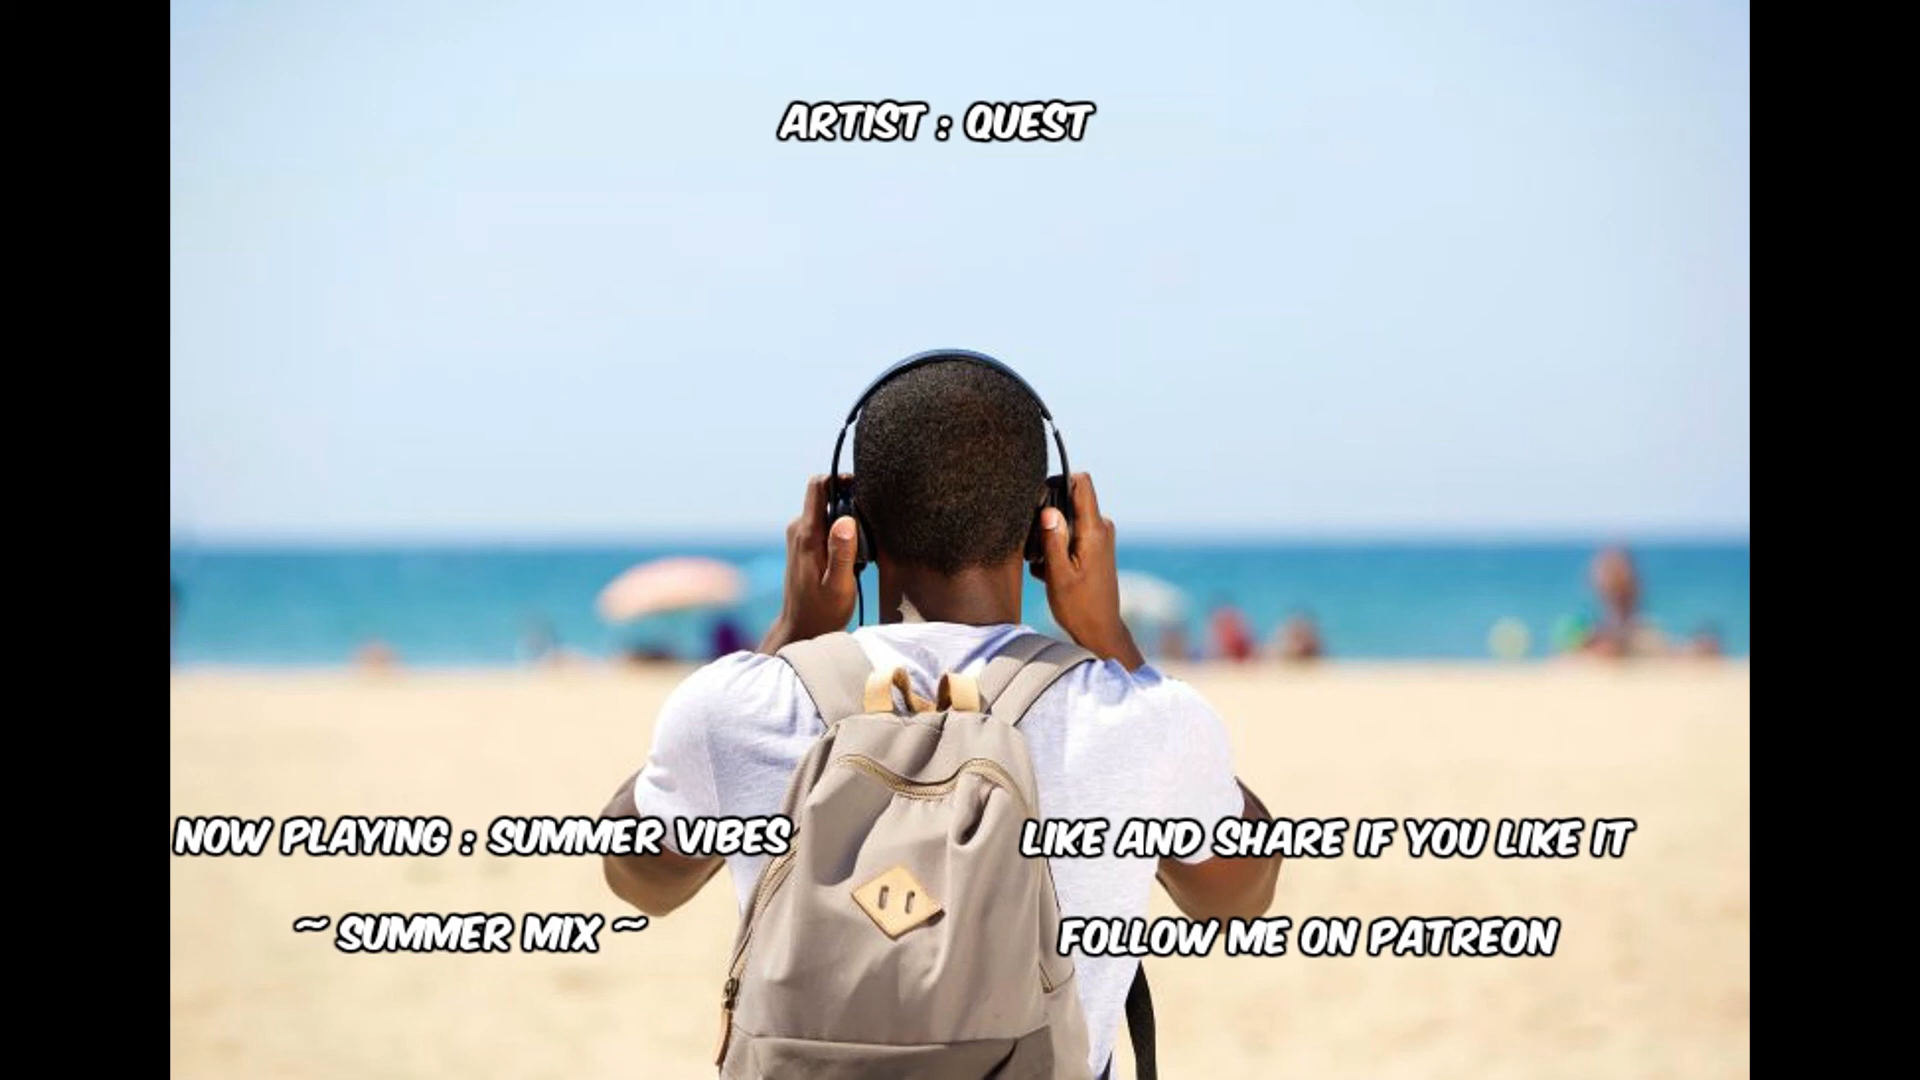 ARTIST : QUEST
NOW PLAYING : SUMMER VIBES
LIKE AND SHARE IF YOU LIKE IT
~ SUMMER MIX ~
FOLLOW ME ON PATREON